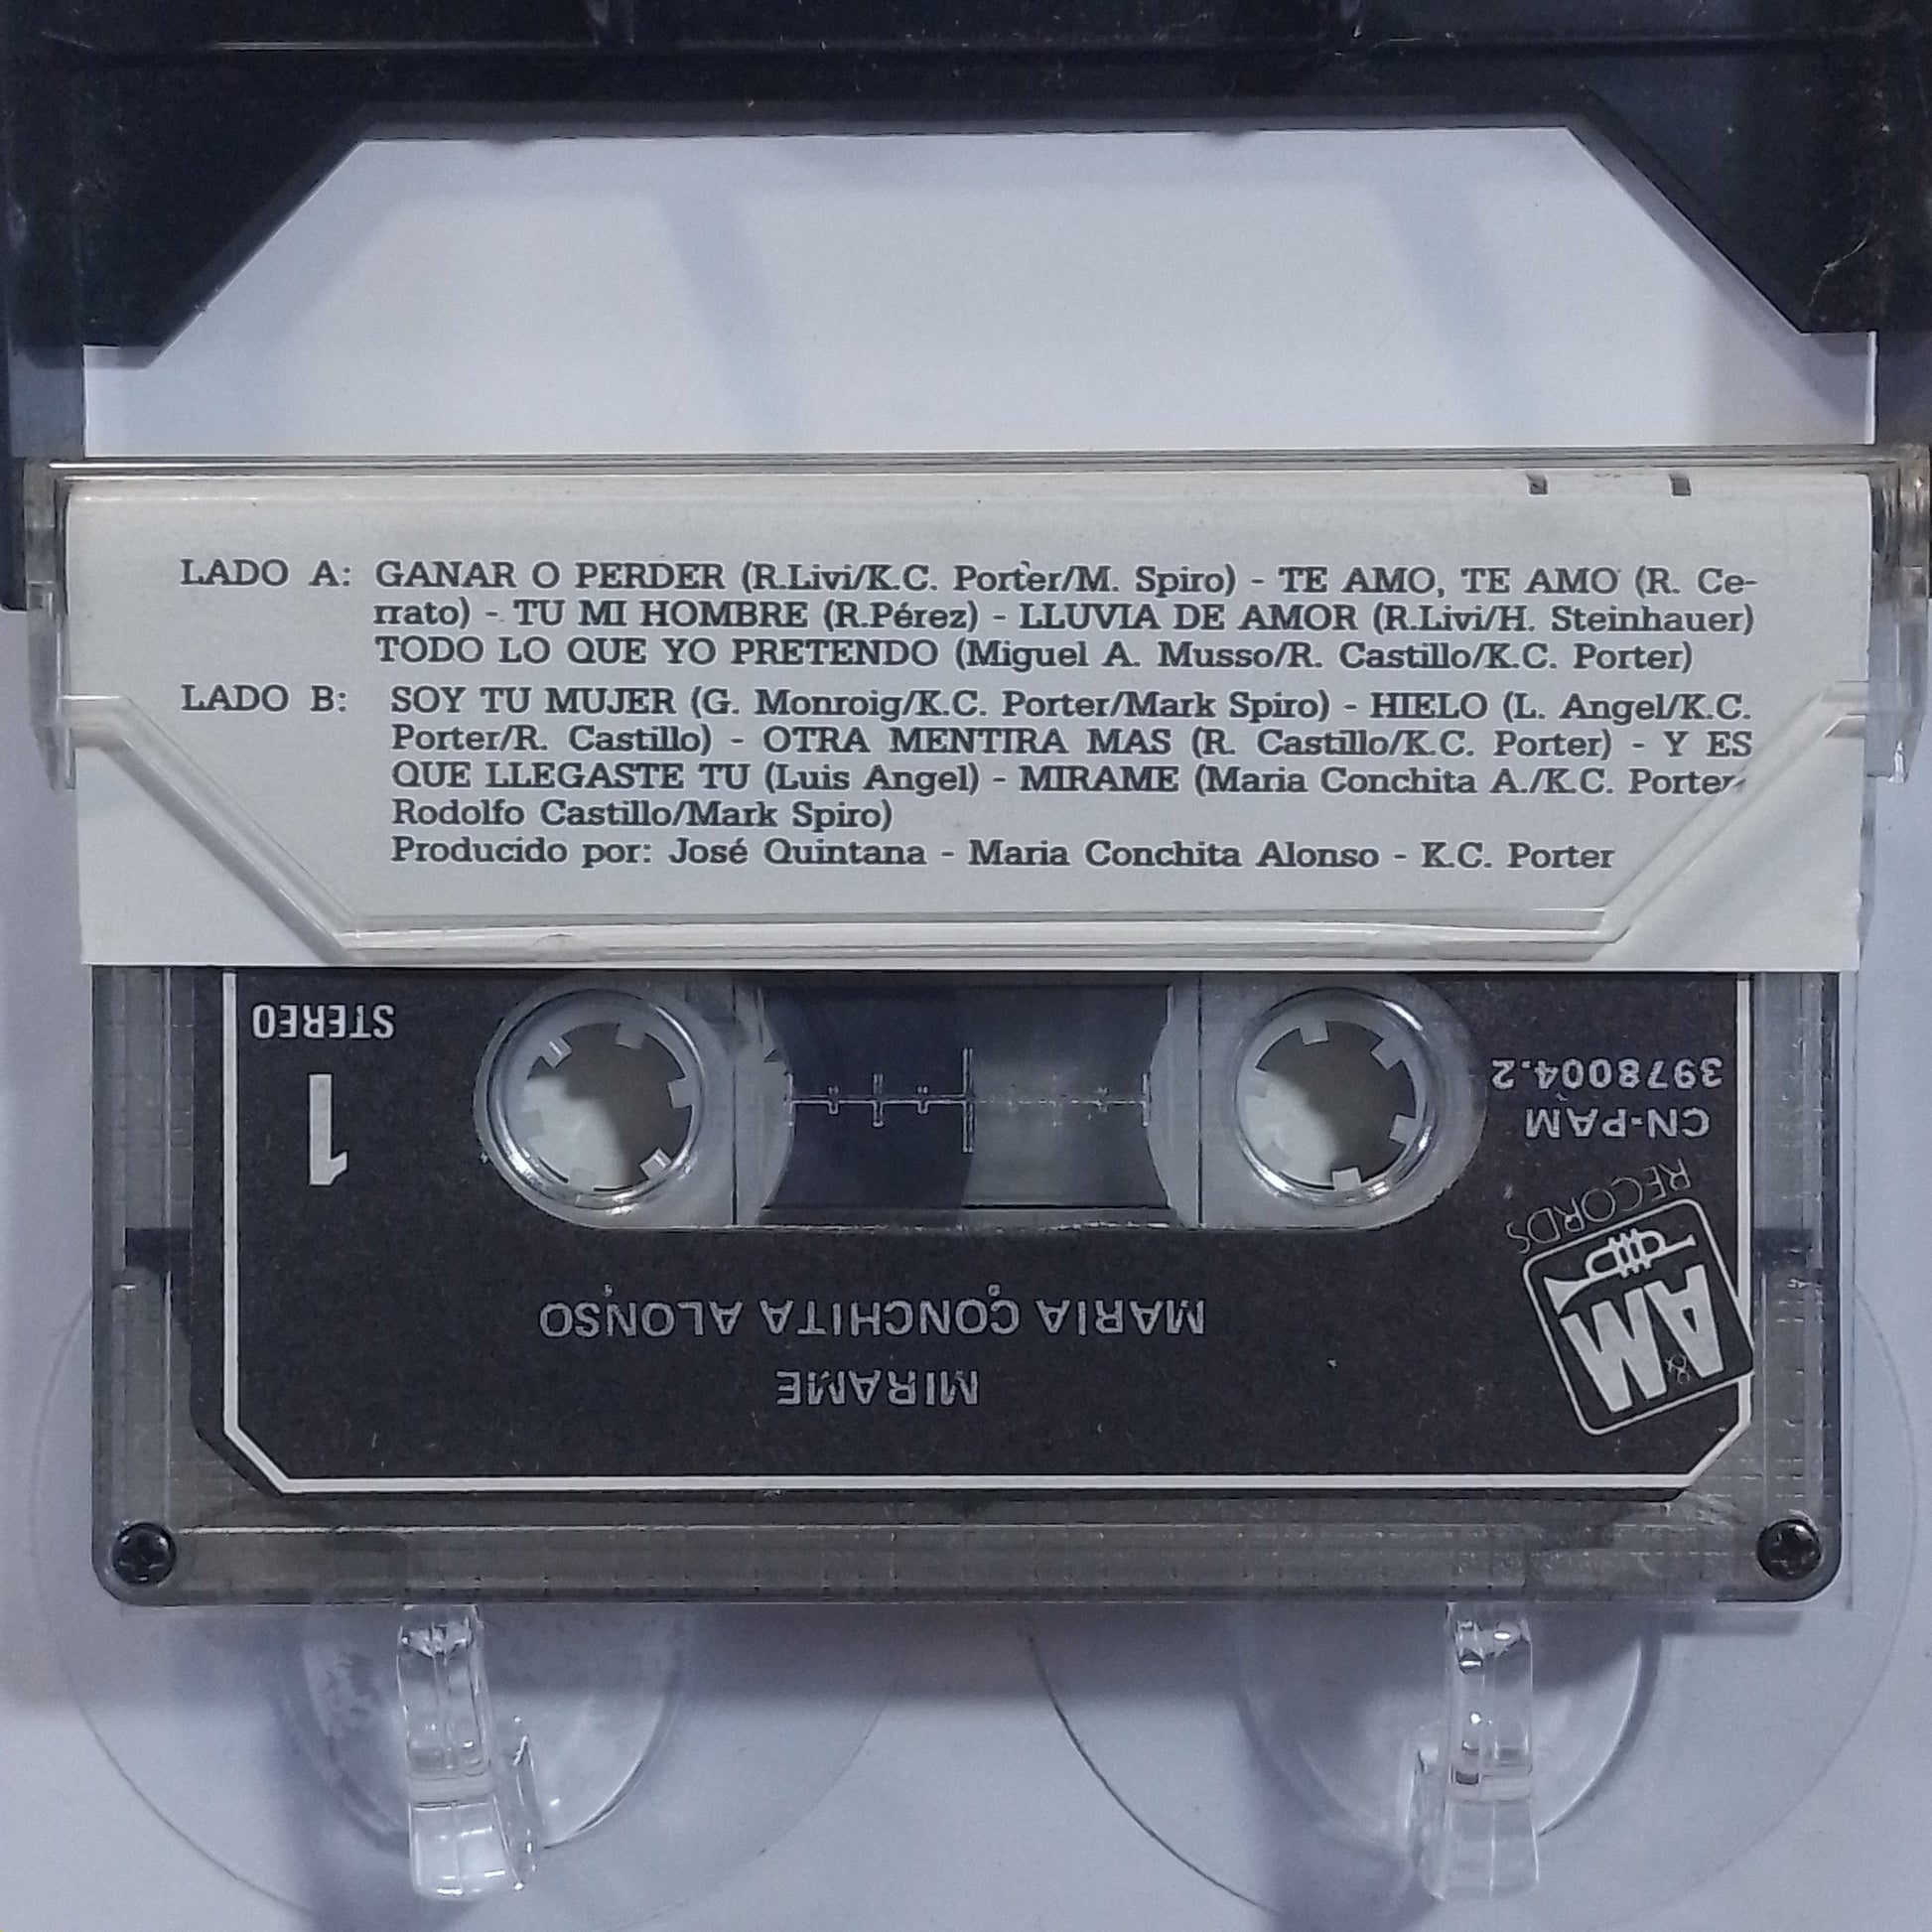 LADO A: GANAR O PERDER (R.Livi/K.C. Porter/M. Spiro) - TE AMO, TE AMO (R. Ce-
rrato) - TU MI HOMBRE (R.Pérez) - LLUVIA DE AMOR (R.Livi/H. Steinhauer)
TODO LO QUE YO PRETENDO (Miguel A. Musso/R. Castillo/K.C. Porter)
LADO B: SOY TU MUJER (G. Monroig/K.C. Porter/Mark Spiro) - HIELO (L. Angel/K.C.
Porter/R. Castillo) - OTRA MENTIRA MAS (R. Castillo/K.C. Porter) - Y ES
QUE LLEGASTE TU (Luis Angel) - MIRAME (Maria Conchita A./K.C. Porter
Rodolfo Castillo/Mark Spiro)
Producido por: José Quintana - Maria Conchita Alonso - K.C. Porter
MIRAME
MARIA CONCHITA ALONSO
A&M
RECORDS
CN-PAM
3978004.2
1
STEREO